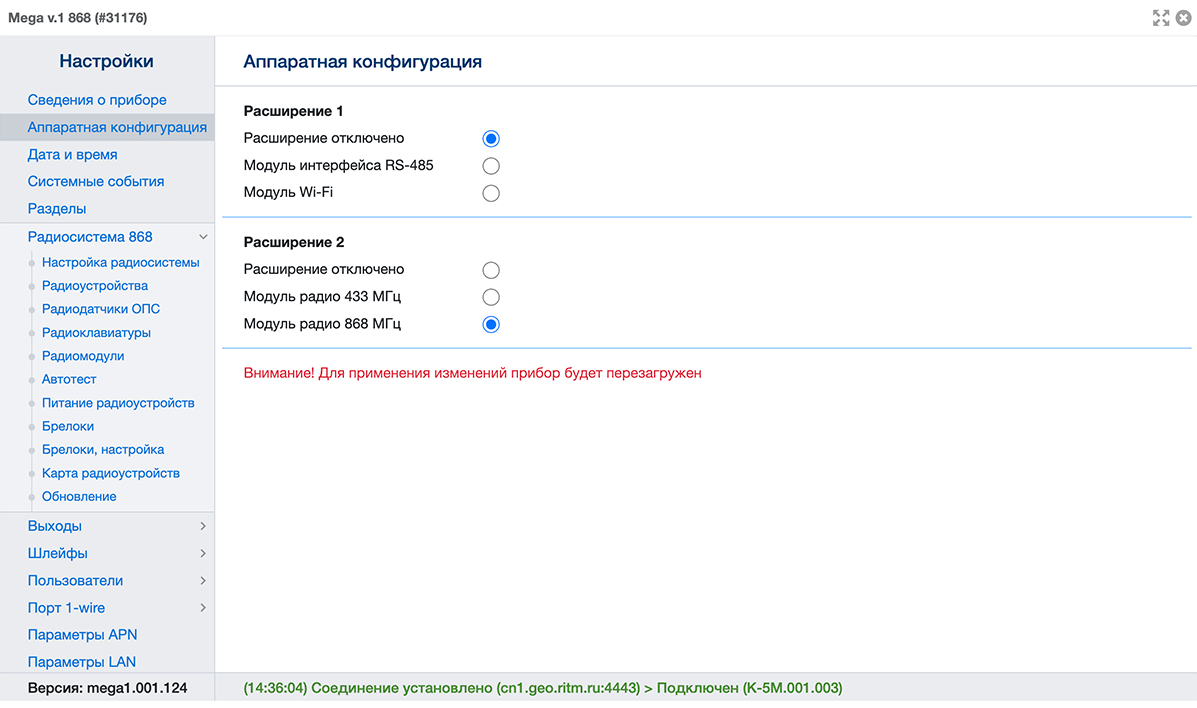 Mega v.1 868 (#31176)
Настройки
Сведения о приборе
Аппаратная конфигурация
Дата и время
Системные события
Разделы
Радиосистема 868
Настройка радиосистемы
Радиоустройства
Радиодатчики ОПС
Радиоклавиатуры
Радиомодули
Автотест
Питание радиоустройств
Брелоки
Брелоки, настройка
Карта радиоустройств
Обновление
Выходы
Шлейфы
Пользователи
Порт 1-wire
Параметры APN
Параметры LAN
Версия: mega1.001.124
Аппаратная конфигурация
Расширение 1
Расширение отключено
Модуль интерфейса RS-485
Модуль Wi-Fi
Расширение 2
Расширение отключено
Модуль радио 433 МГц
Модуль радио 868 МГц
Внимание! Для применения изменений прибор будет перезагружен
(14:36:04) Соединение установлено (cn1.geo.ritm.ru:4443) > Подключен (K-5M.001.003)